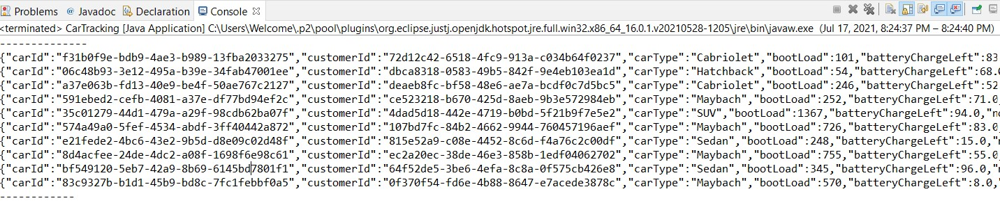 Problems @ Javadoc Declaration Console
<terminated> CarTracking [Java Application] C:\Users\Welcome\.p2\pool\plugins\org.eclipse.justj.openjdk.hotspot.jre.full.win32.x86_64_16.0.1.v20210528-1205\jre\bin\javaw.exe (Jul 17, 2021, 8:24:37 PM – 8:24:40 PM)
--------------
{"carId":"f31b0f9e-bdb9-4ae3-b989-13fba2033275","customerId":"72d12c42-6518-4fc9-913a-c034b64f0237","carType":"Cabriolet","bootLoad":101,"batteryChargeLeft":83
{"carId":"06c48b93-3e12-495a-b39e-34fab47001ee","customerId":"dbca8318-0583-49b5-842f-9e4eb103ea1d","carType":"Hatchback","bootLoad":54,"batteryChargeLeft":68.0
{"carId":"a37e063b-fd13-40e9-be4f-50ae767c2127","customerId":"deaeb8fc-bf58-48e6-ae7a-bcdf0c7d5bc5","carType":"Cabriolet","bootLoad":246,"batteryChargeLeft":52
{"carId":"591ebed2-cefb-4081-a37e-df77bd94ef2c","customerId":"ce523218-b670-425d-8aeb-9b3e572984eb","carType":"Maybach","bootLoad":252,"batteryChargeLeft":71.0
{"carId":"35c01279-44d1-479a-a29f-98cdb62ba07f","customerId":"4dad5d18-442e-4719-b0bd-5f21b9f7e5e2","carType":"SUV","bootLoad":1367,"batteryChargeLeft":94.0,"n
{"carId":"574a49a0-5fef-4534-abdf-3ff40442a872","customerId":"107bd7fc-84b2-4662-9944-760457196aef","carType":"Maybach","bootLoad":726,"batteryChargeLeft":83.0
{"carId":"e21fede2-4bc6-43e2-9b5d-d8e09c02d48f","customerId":"815e52a9-c08e-4452-8c6d-f4a76c2c00df","carType":"Sedan","bootLoad":248,"batteryChargeLeft":15.0,"n
{"carId":"8d4acfee-24de-4dc2-a08f-1698f6e98c61","customerId":"ec2a20ec-38de-46e3-858b-1edf04062702","carType":"Maybach","bootLoad":755,"batteryChargeLeft":55.0
{"carId":"bf549120-5eb7-42a9-8b69-6145bd7801f1","customerId":"64f52de5-3be6-4efa-8c8a-0f575cb426e8","carType":"Sedan","bootLoad":345,"batteryChargeLeft":96.0,"n
{"carId":"83c9327b-b1d1-45b9-bd8c-7fc1febbf0a5","customerId":"0f370f54-fd6e-4b88-8647-e7acede3878c","carType":"Maybach","bootLoad":570,"batteryChargeLeft":8.0,"
------------